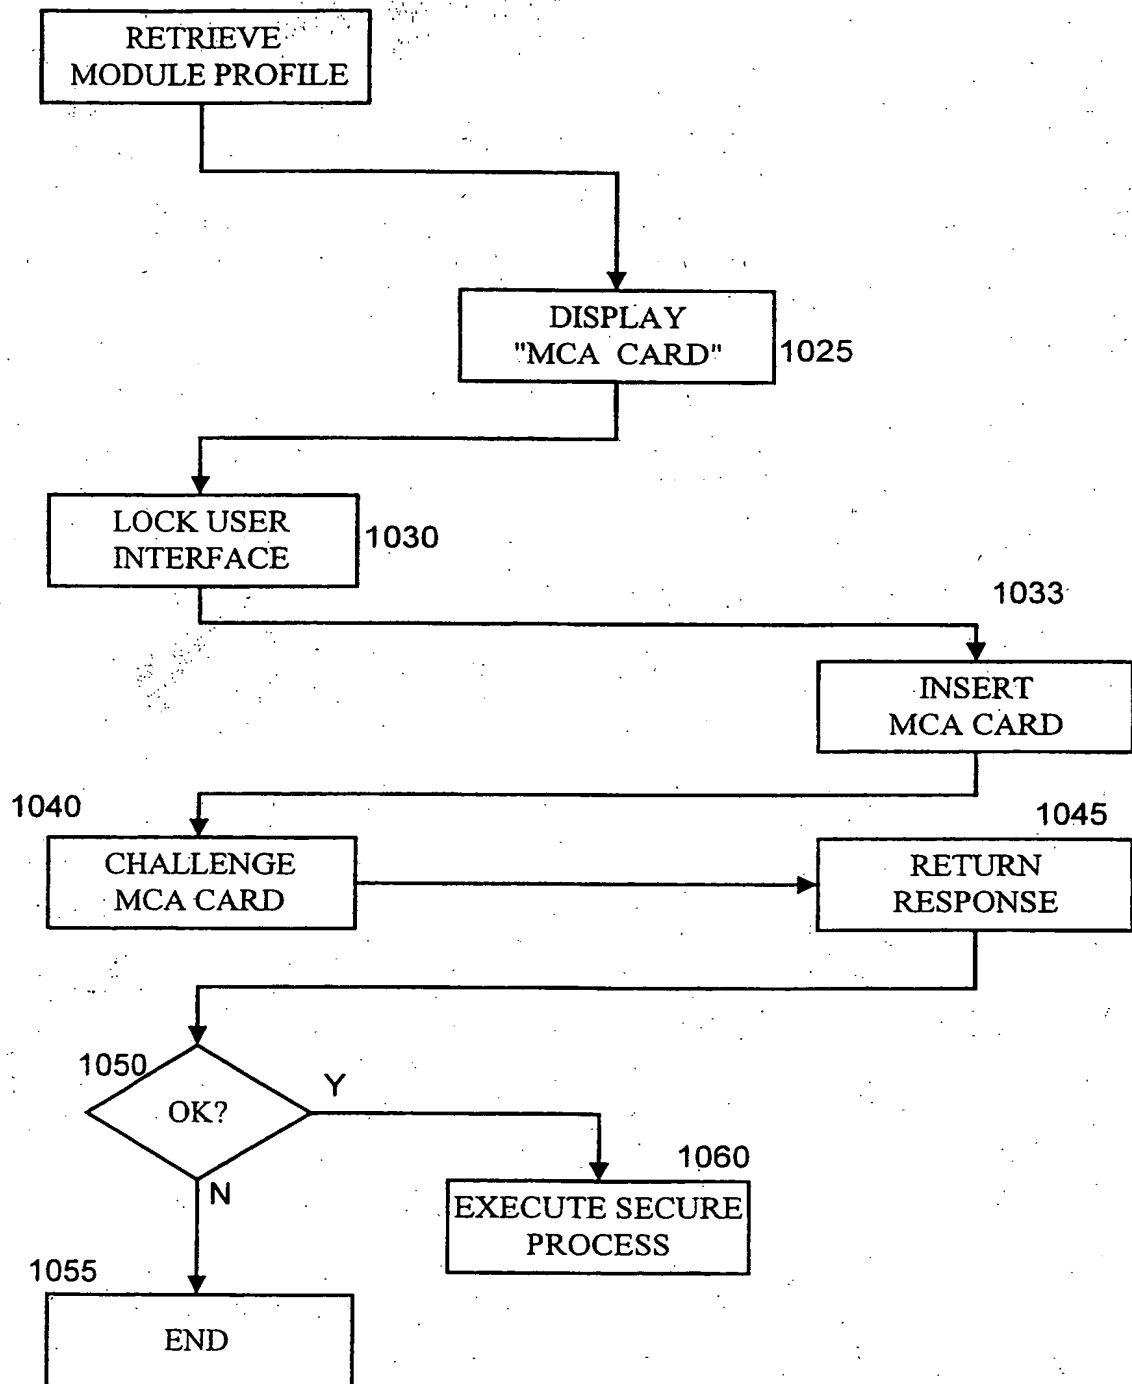 RETRIEVE
MODULE PROFILE
DISPLAY
"MCA CARD"
1025
LOCK USER
INTERFACE
1030
1033
INSERT
MCA CARD
1040
CHALLENGE
MCA CARD
1045
RETURN
RESPONSE
1050
OK?
Y
N
1060
EXECUTE SECURE
PROCESS
1055
END